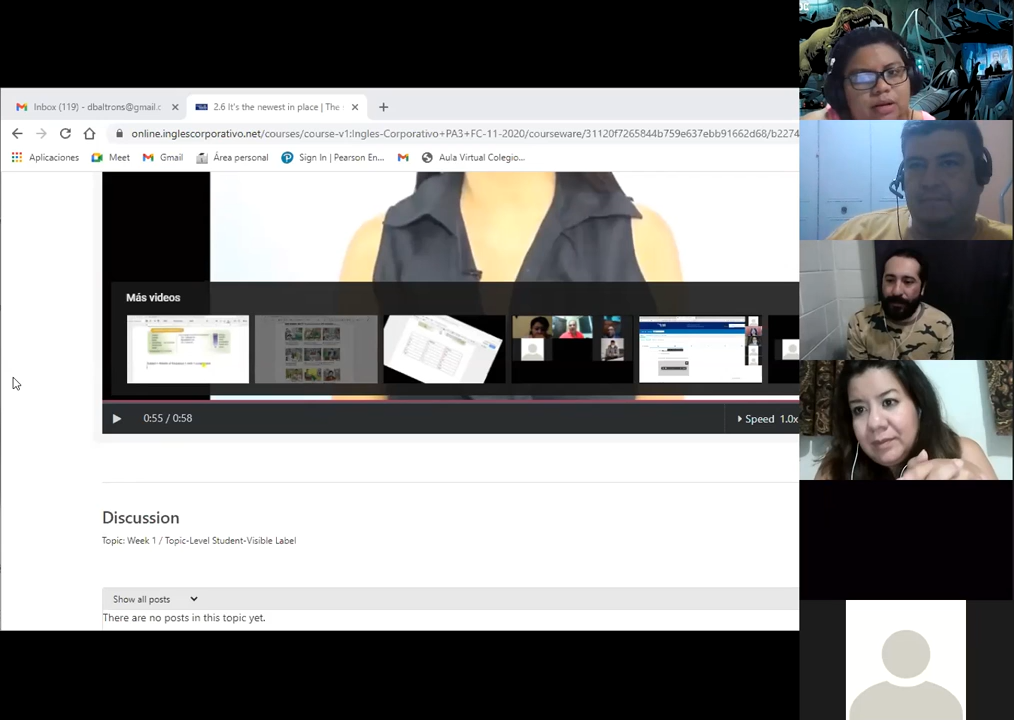 Inbox (119) - dbaltrons@gmail.c
2.6 It's the newest in place | The
online.inglescorporativo.net/courses/course-v1:Ingles-Corporativo+PA3+FC-11-2020/courseware/31120f7265844b759e637ebb91662d68/b2274
Aplicaciones
Meet
Gmail
Área personal
Sign In | Pearson En...
Aula Virtual Colegio...
Más videos
0:55 / 0:58
Speed 1.0x
Discussion
Topic: Week 1 / Topic-Level Student-Visible Label
Show all posts
There are no posts in this topic yet.